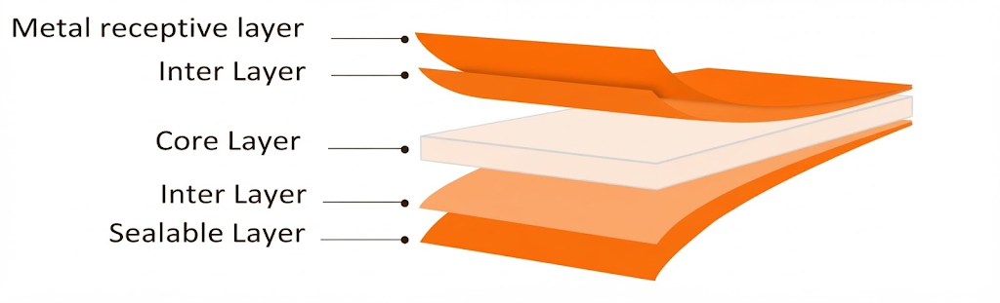 Metal receptive layer
Inter Layer
Core Layer
Inter Layer
Sealable Layer